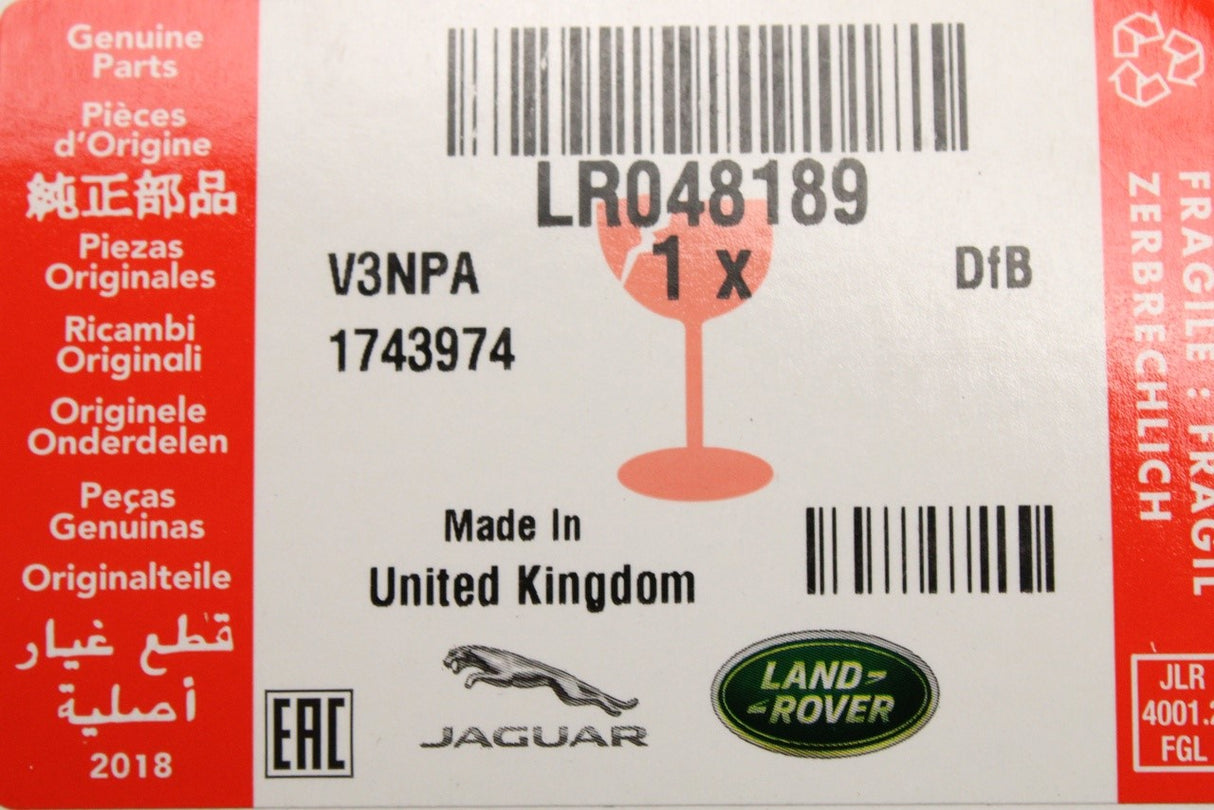 Genuine
Parts
Pièces
d'Origine
純正部品
Piezas
Originales
Ricambi
Originali
Originele
Onderdelen
Peças
Genuinas
Originalteile
قطع غيار
أصلية
2018
LR048189
1 x
V3NPA
DfB
1743974
Made In
United Kingdom
EAC
JAGUAR
LAND-
-ROVER
FRAGILE : FRAGIL
ZERBRECHLICH
JLR
4001.2
FGL